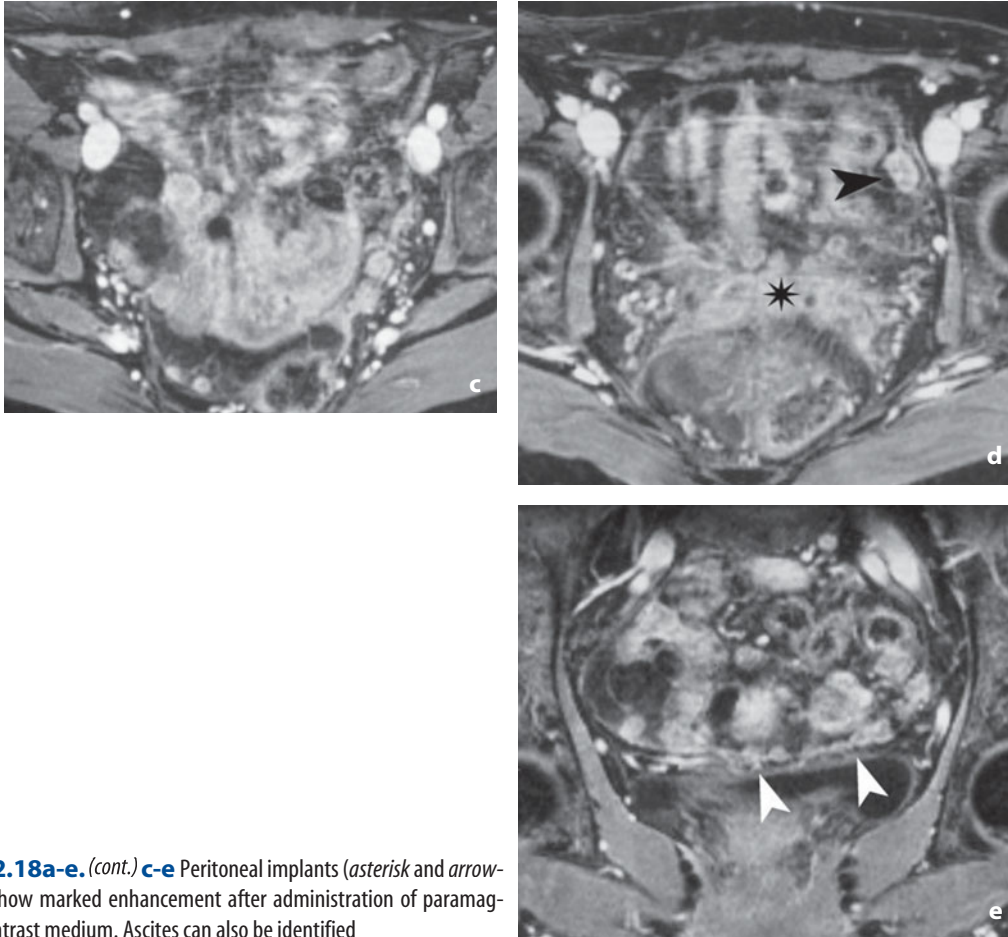 c
d
e
2.18a-e. (cont.) c-e Peritoneal implants (asterisk and arrow-
how marked enhancement after administration of paramag-
ntrast medium. Ascites can also be identified